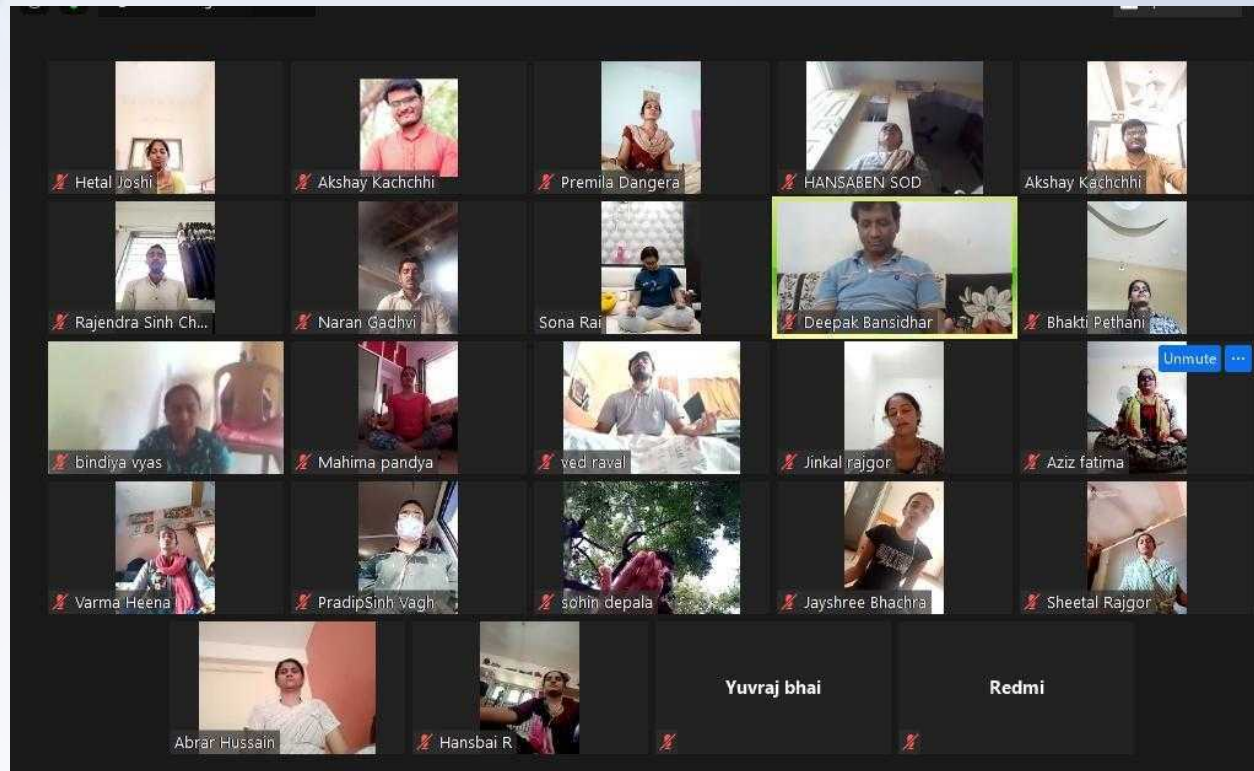 Hetal Joshi
Akshay Kachchhi
Premila Dangera
HANSABEN SOD
Akshay Kachchhi
Rajendra Sinh Ch...
Naran Gadhvi
Sona Rai
Deepak Bansidhar
Bhakti Pethani
Unmute ...
bindiya vyas
Mahima pandya
ved raval
Jinkal rajgor
Aziz fatima
Varma Heena
PradipSinh Vagh
sohin depala
Jayshree Bhachra
Sheetal Rajgor
Yuvraj bhai
Redmi
Abrar Hussain
Hansbai R